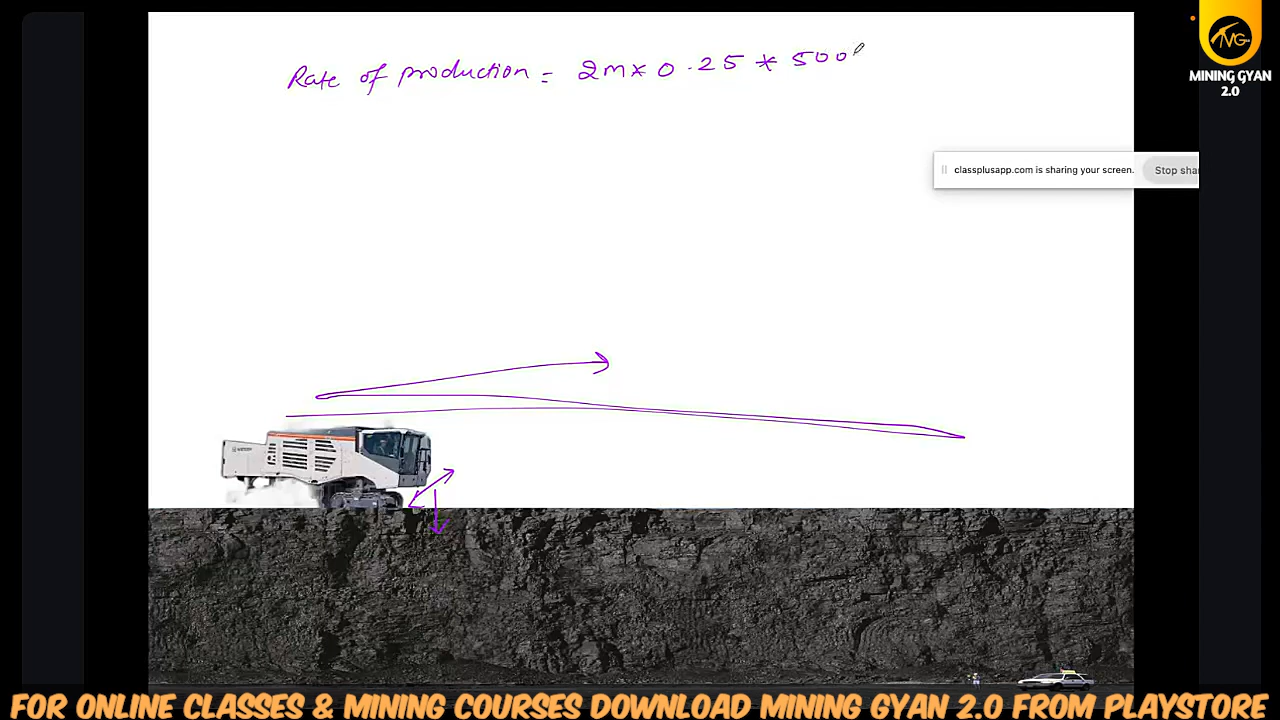 MINING GYAN
2.0
Rate of production = 2m * 0.25 * 500
classplusapp.com is sharing your screen.
Stop sha
FOR ONLINE CLASSES & MINING COURSES DOWNLOAD MINING GYAN 2.0 FROM PLAYSTORE